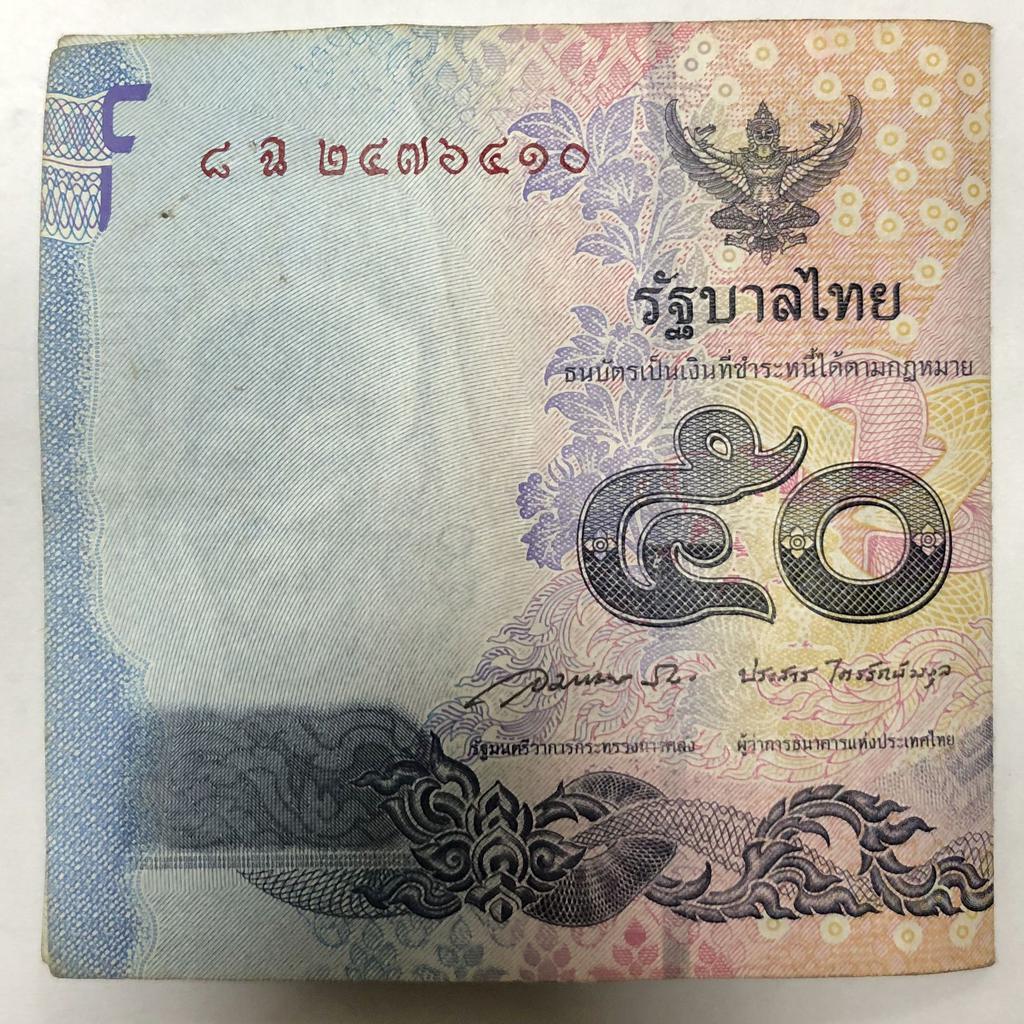 ๘ ฉ ๒๔๗๖๔๑๐
รัฐบาลไทย
ธนบัตรเป็นเงินที่ชำระหนี้ได้ตามกฎหมาย
๕๐
ประสาร ไตรรัตน์วรกุล
รัฐมนตรีว่าการกระทรวงการคลัง ผู้ว่าการธนาคารแห่งประเทศไทย